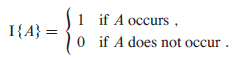 I{A} = { 1 if A occurs ,
0 if A does not occur .